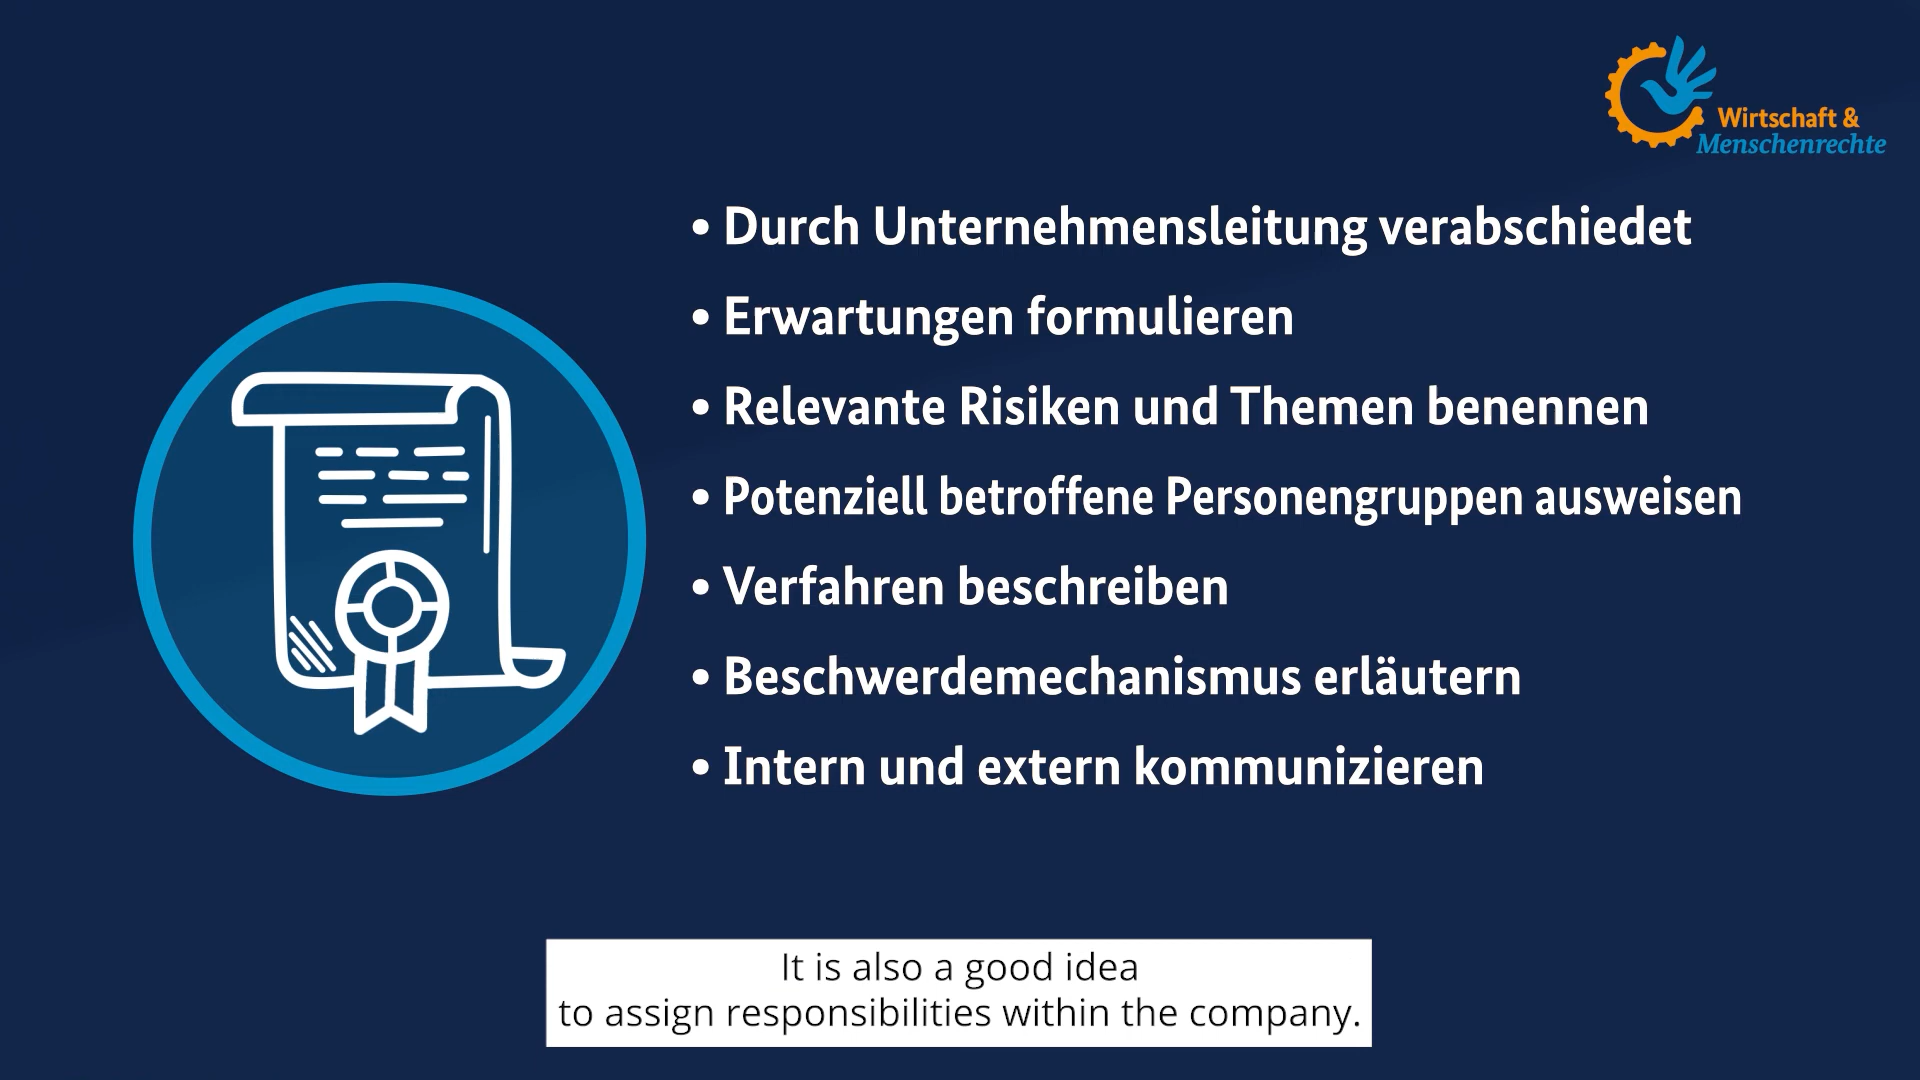 Wirtschaft &
Menschenrechte
• Durch Unternehmensleitung verabschiedet
• Erwartungen formulieren
• Relevante Risiken und Themen benennen
• Potenziell betroffene Personengruppen ausweisen
• Verfahren beschreiben
• Beschwerdemechanismus erläutern
• Intern und extern kommunizieren
It is also a good idea
to assign responsibilities within the company.